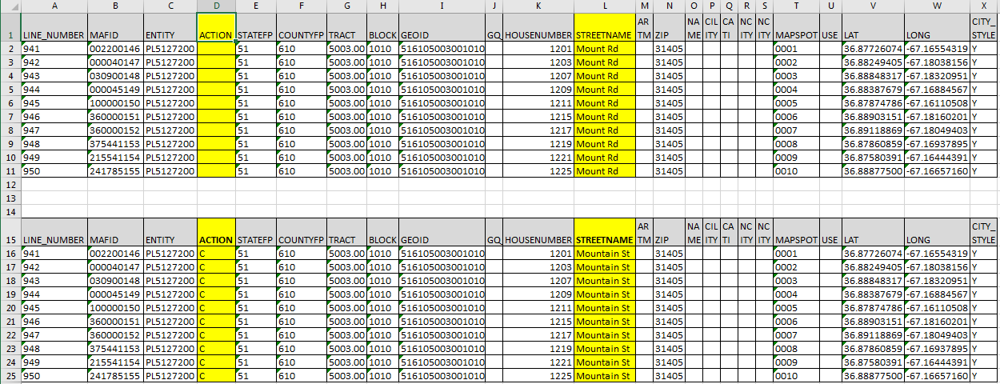 A B C D E F G H I J K L M N O P Q R S T U V W X
1 LINE_NUMBER MAFID ENTITY ACTION STATEFP COUNTYFP TRACT BLOCK GEOID GQ HOUSENUMBER STREETNAME AR TM ZIP NA ME CIL ITY CA TI NC ITY NC ITY MAPSPOT USE LAT LONG CITY_ STYLE
2 941 002200146 PL5127200 51 610 5003.00 1010 516105003001010 1201 Mount Rd 31405 0001 36.87726074 -67.16554319 Y
3 942 000040147 PL5127200 51 610 5003.00 1010 516105003001010 1203 Mount Rd 31405 0002 36.88249405 -67.18038156 Y
4 943 030900148 PL5127200 51 610 5003.00 1010 516105003001010 1207 Mount Rd 31405 0003 36.88848317 -67.18320951 Y
5 944 000045149 PL5127200 51 610 5003.00 1010 516105003001010 1209 Mount Rd 31405 0004 36.88387679 -67.16884567 Y
6 945 100000150 PL5127200 51 610 5003.00 1010 516105003001010 1211 Mount Rd 31405 0005 36.87874786 -67.16110508 Y
7 946 360000151 PL5127200 51 610 5003.00 1010 516105003001010 1215 Mount Rd 31405 0006 36.88903151 -67.18160201 Y
8 947 360000152 PL5127200 51 610 5003.00 1010 516105003001010 1217 Mount Rd 31405 0007 36.89118869 -67.18049403 Y
9 948 375441153 PL5127200 51 610 5003.00 1010 516105003001010 1219 Mount Rd 31405 0008 36.87860859 -67.16937895 Y
10 949 215541154 PL5127200 51 610 5003.00 1010 516105003001010 1221 Mount Rd 31405 0009 36.87580391 -67.16444391 Y
11 950 241785155 PL5127200 51 610 5003.00 1010 516105003001010 1225 Mount Rd 31405 0010 36.88877500 -67.16657160 Y
12
13
14
15 LINE_NUMBER MAFID ENTITY ACTION STATEFP COUNTYFP TRACT BLOCK GEOID GQ HOUSENUMBER STREETNAME AR TM ZIP NA ME CIL ITY CA TI NC ITY NC ITY MAPSPOT USE LAT LONG CITY_ STYLE
16 941 002200146 PL5127200 C 51 610 5003.00 1010 516105003001010 1201 Mountain St 31405 0001 36.87726074 -67.16554319 Y
17 942 000040147 PL5127200 C 51 610 5003.00 1010 516105003001010 1203 Mountain St 31405 0002 36.88249405 -67.18038156 Y
18 943 030900148 PL5127200 C 51 610 5003.00 1010 516105003001010 1207 Mountain St 31405 0003 36.88848317 -67.18320951 Y
19 944 000045149 PL5127200 C 51 610 5003.00 1010 516105003001010 1209 Mountain St 31405 0004 36.88387679 -67.16884567 Y
20 945 100000150 PL5127200 C 51 610 5003.00 1010 516105003001010 1211 Mountain St 31405 0005 36.87874786 -67.16110508 Y
21 946 360000151 PL5127200 C 51 610 5003.00 1010 516105003001010 1215 Mountain St 31405 0006 36.88903151 -67.18160201 Y
22 947 360000152 PL5127200 C 51 610 5003.00 1010 516105003001010 1217 Mountain St 31405 0007 36.89118869 -67.18049403 Y
23 948 375441153 PL5127200 C 51 610 5003.00 1010 516105003001010 1219 Mountain St 31405 0008 36.87860859 -67.16937895 Y
24 949 215541154 PL5127200 C 51 610 5003.00 1010 516105003001010 1221 Mountain St 31405 0009 36.87580391 -67.16444391 Y
25 950 241785155 PL5127200 C 51 610 5003.00 1010 516105003001010 1225 Mountain St 31405 0010 36.88877500 -67.16657160 Y